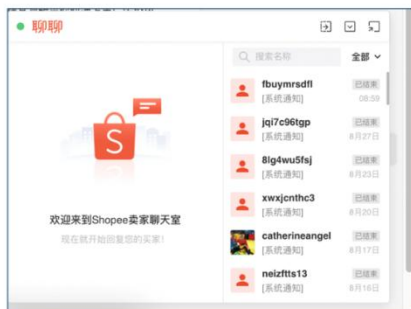 聊聊
搜索名称
全部
fbuymrsdfl 已结束
[系统通知] 09:59
jqi7c96tgp 已结束
[系统通知] 8月27日
8lg4wu5fsj 已结束
[系统通知] 8月23日
xwxjcnthc3 已结束
[系统通知] 8月20日
catherineangel 已结束
[系统通知] 8月17日
neizftts13 已结束
[系统通知] 8月16日
欢迎来到Shopee卖家聊天室
现在就开始回复您的买家!